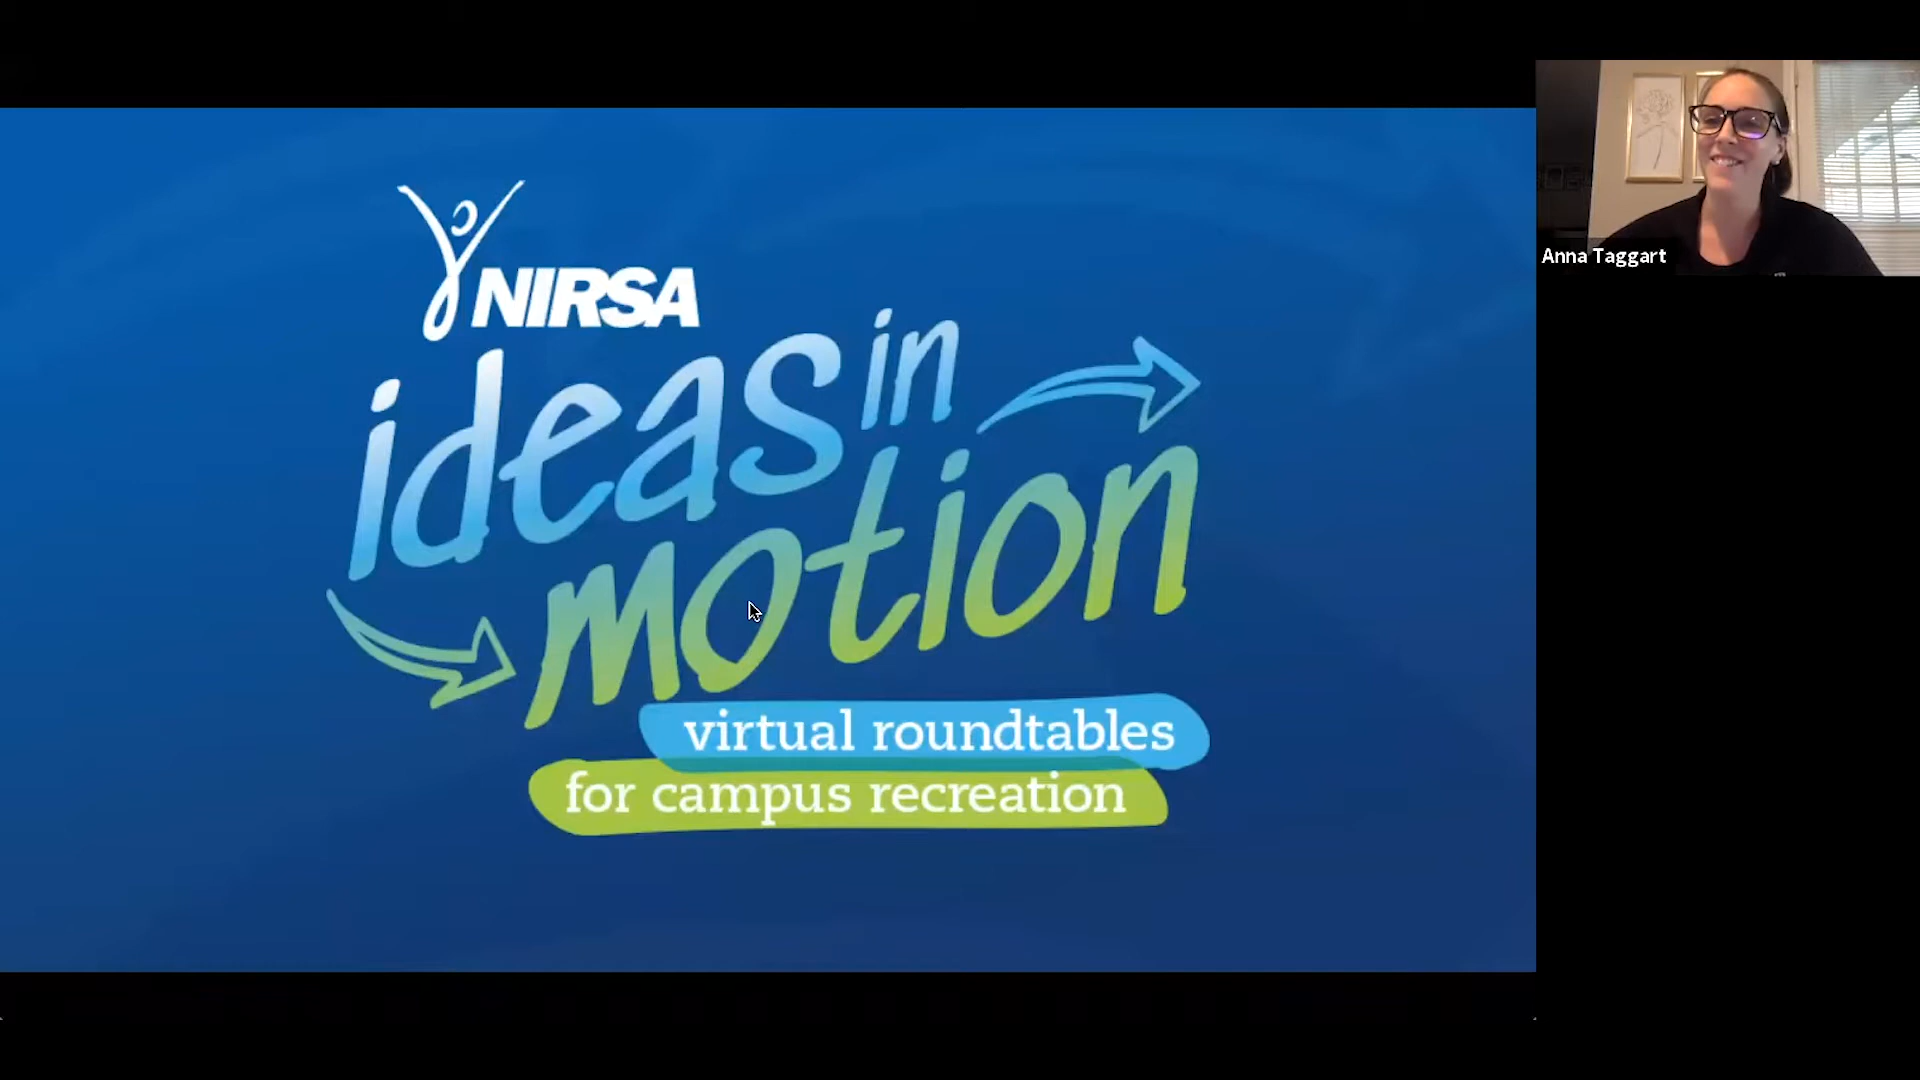 NIRSA
ideas in
motion
virtual roundtables
for campus recreation
Anna Taggart